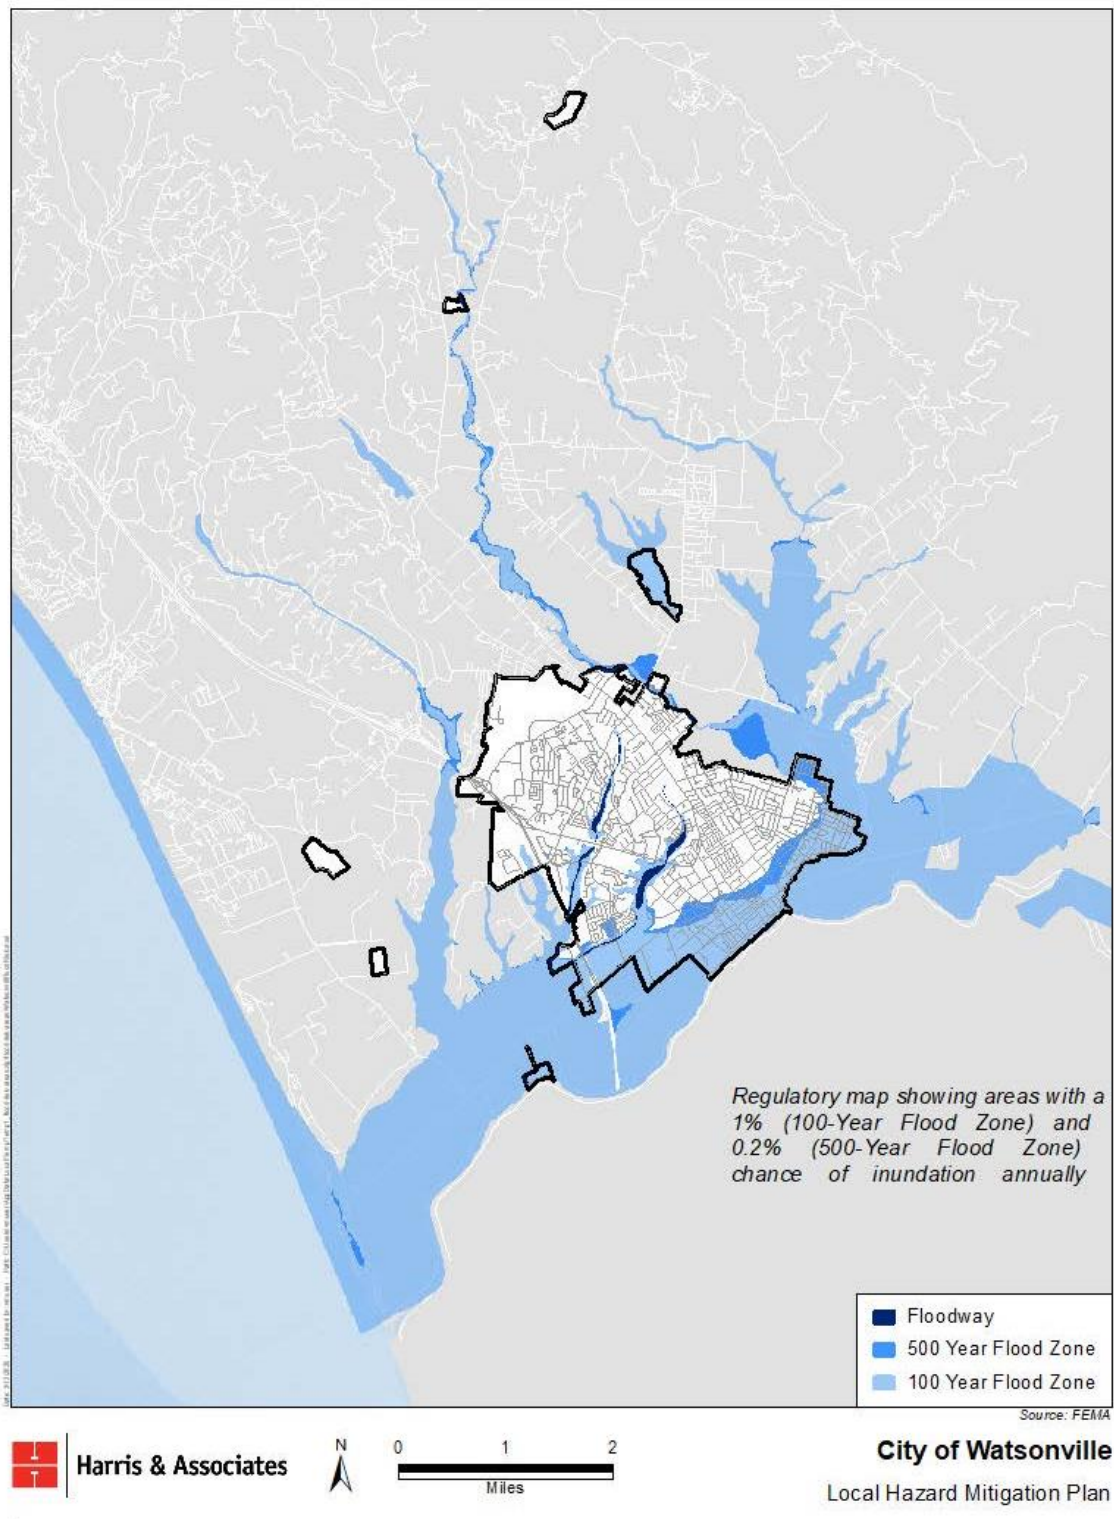 Regulatory map showing areas with a
1% (100-Year Flood Zone) and
0.2% (500-Year Flood Zone)
chance of inundation annually
Floodway
500 Year Flood Zone
100 Year Flood Zone
Source: FEMA
Harris & Associates
N
0 1 2
Miles
City of Watsonville
Local Hazard Mitigation Plan